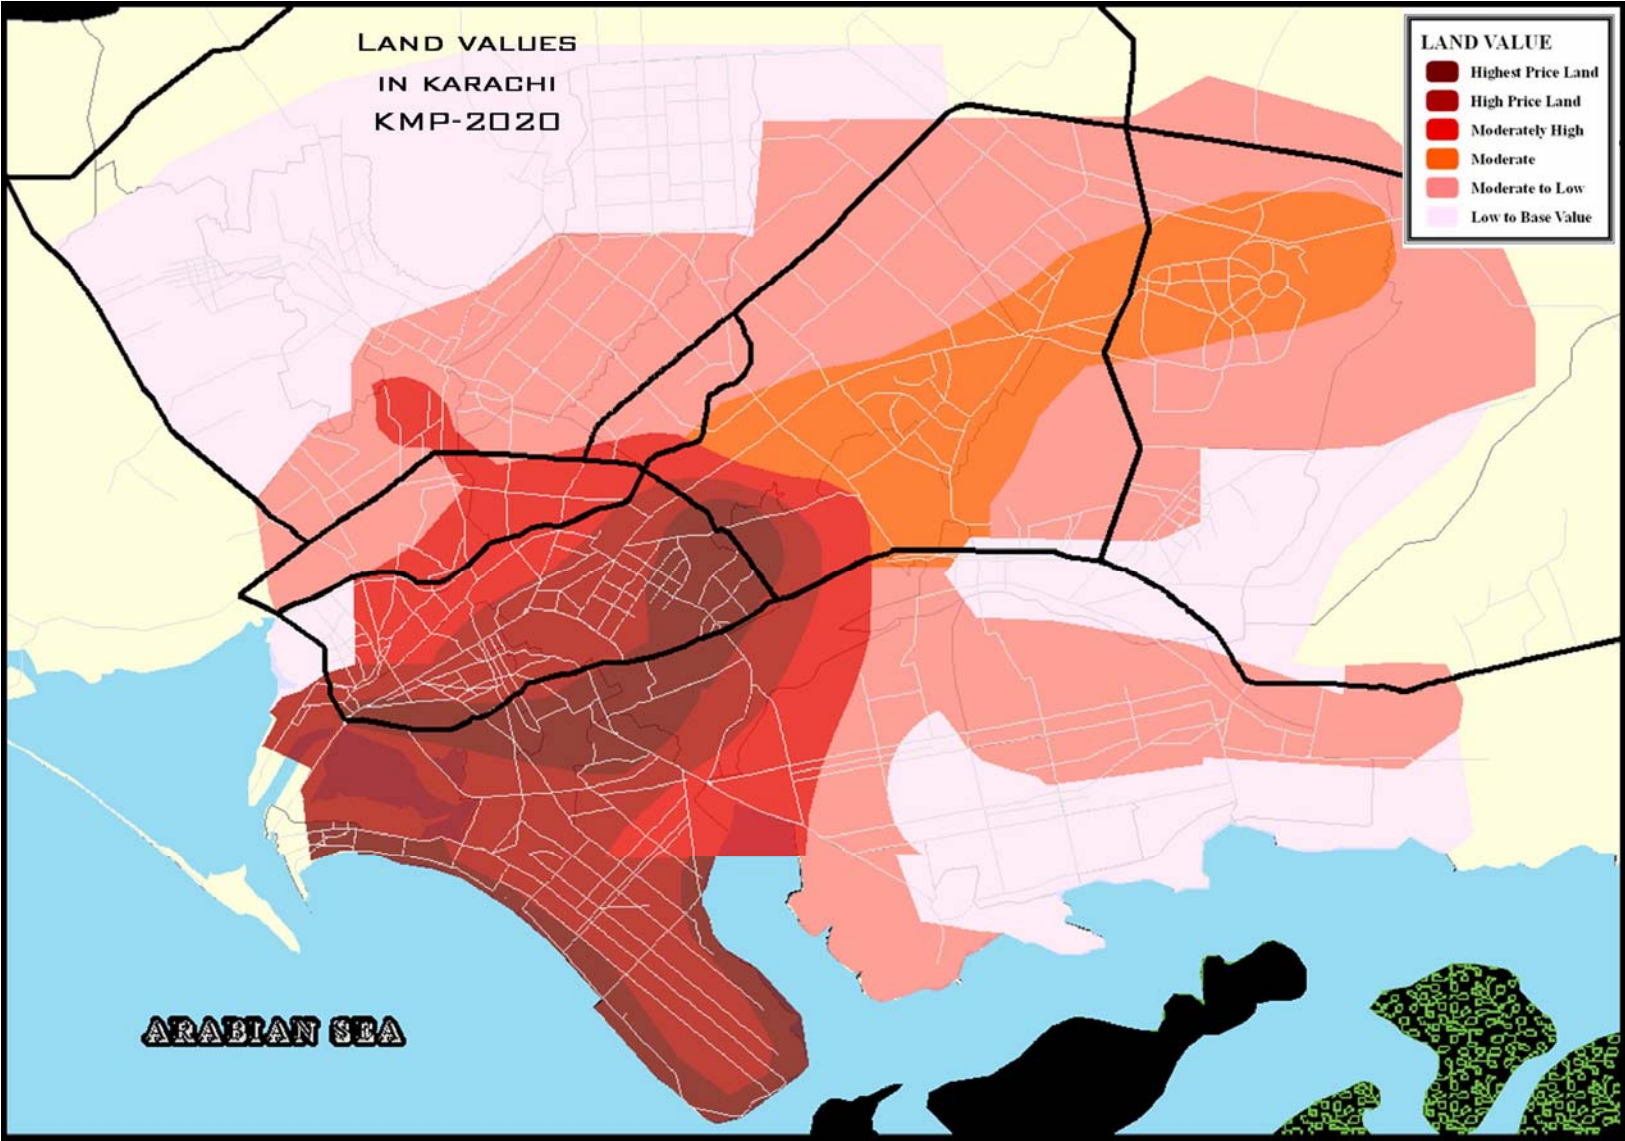 LAND VALUES
IN KARACHI
KMP-2020
LAND VALUE
Highest Price Land
High Price Land
Moderately High
Moderate
Moderate to Low
Low to Base Value
ARABIAN SEA